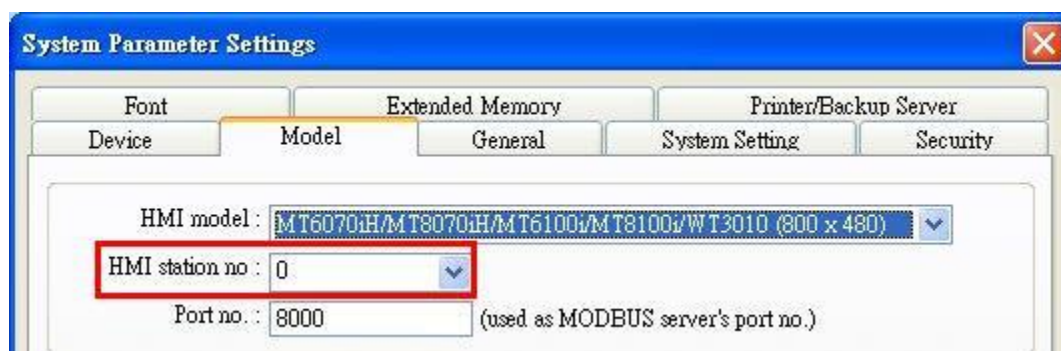 System Parameter Settings
Font Extended Memory Printer/Backup Server
Device Model General System Setting Security
HMI model : MT6070iH/MT8070iH/MT6100i/MT8100i/WT3010 (800 x 480)
HMI station no : 0
Port no. : 8000 (used as MODBUS server's port no.)